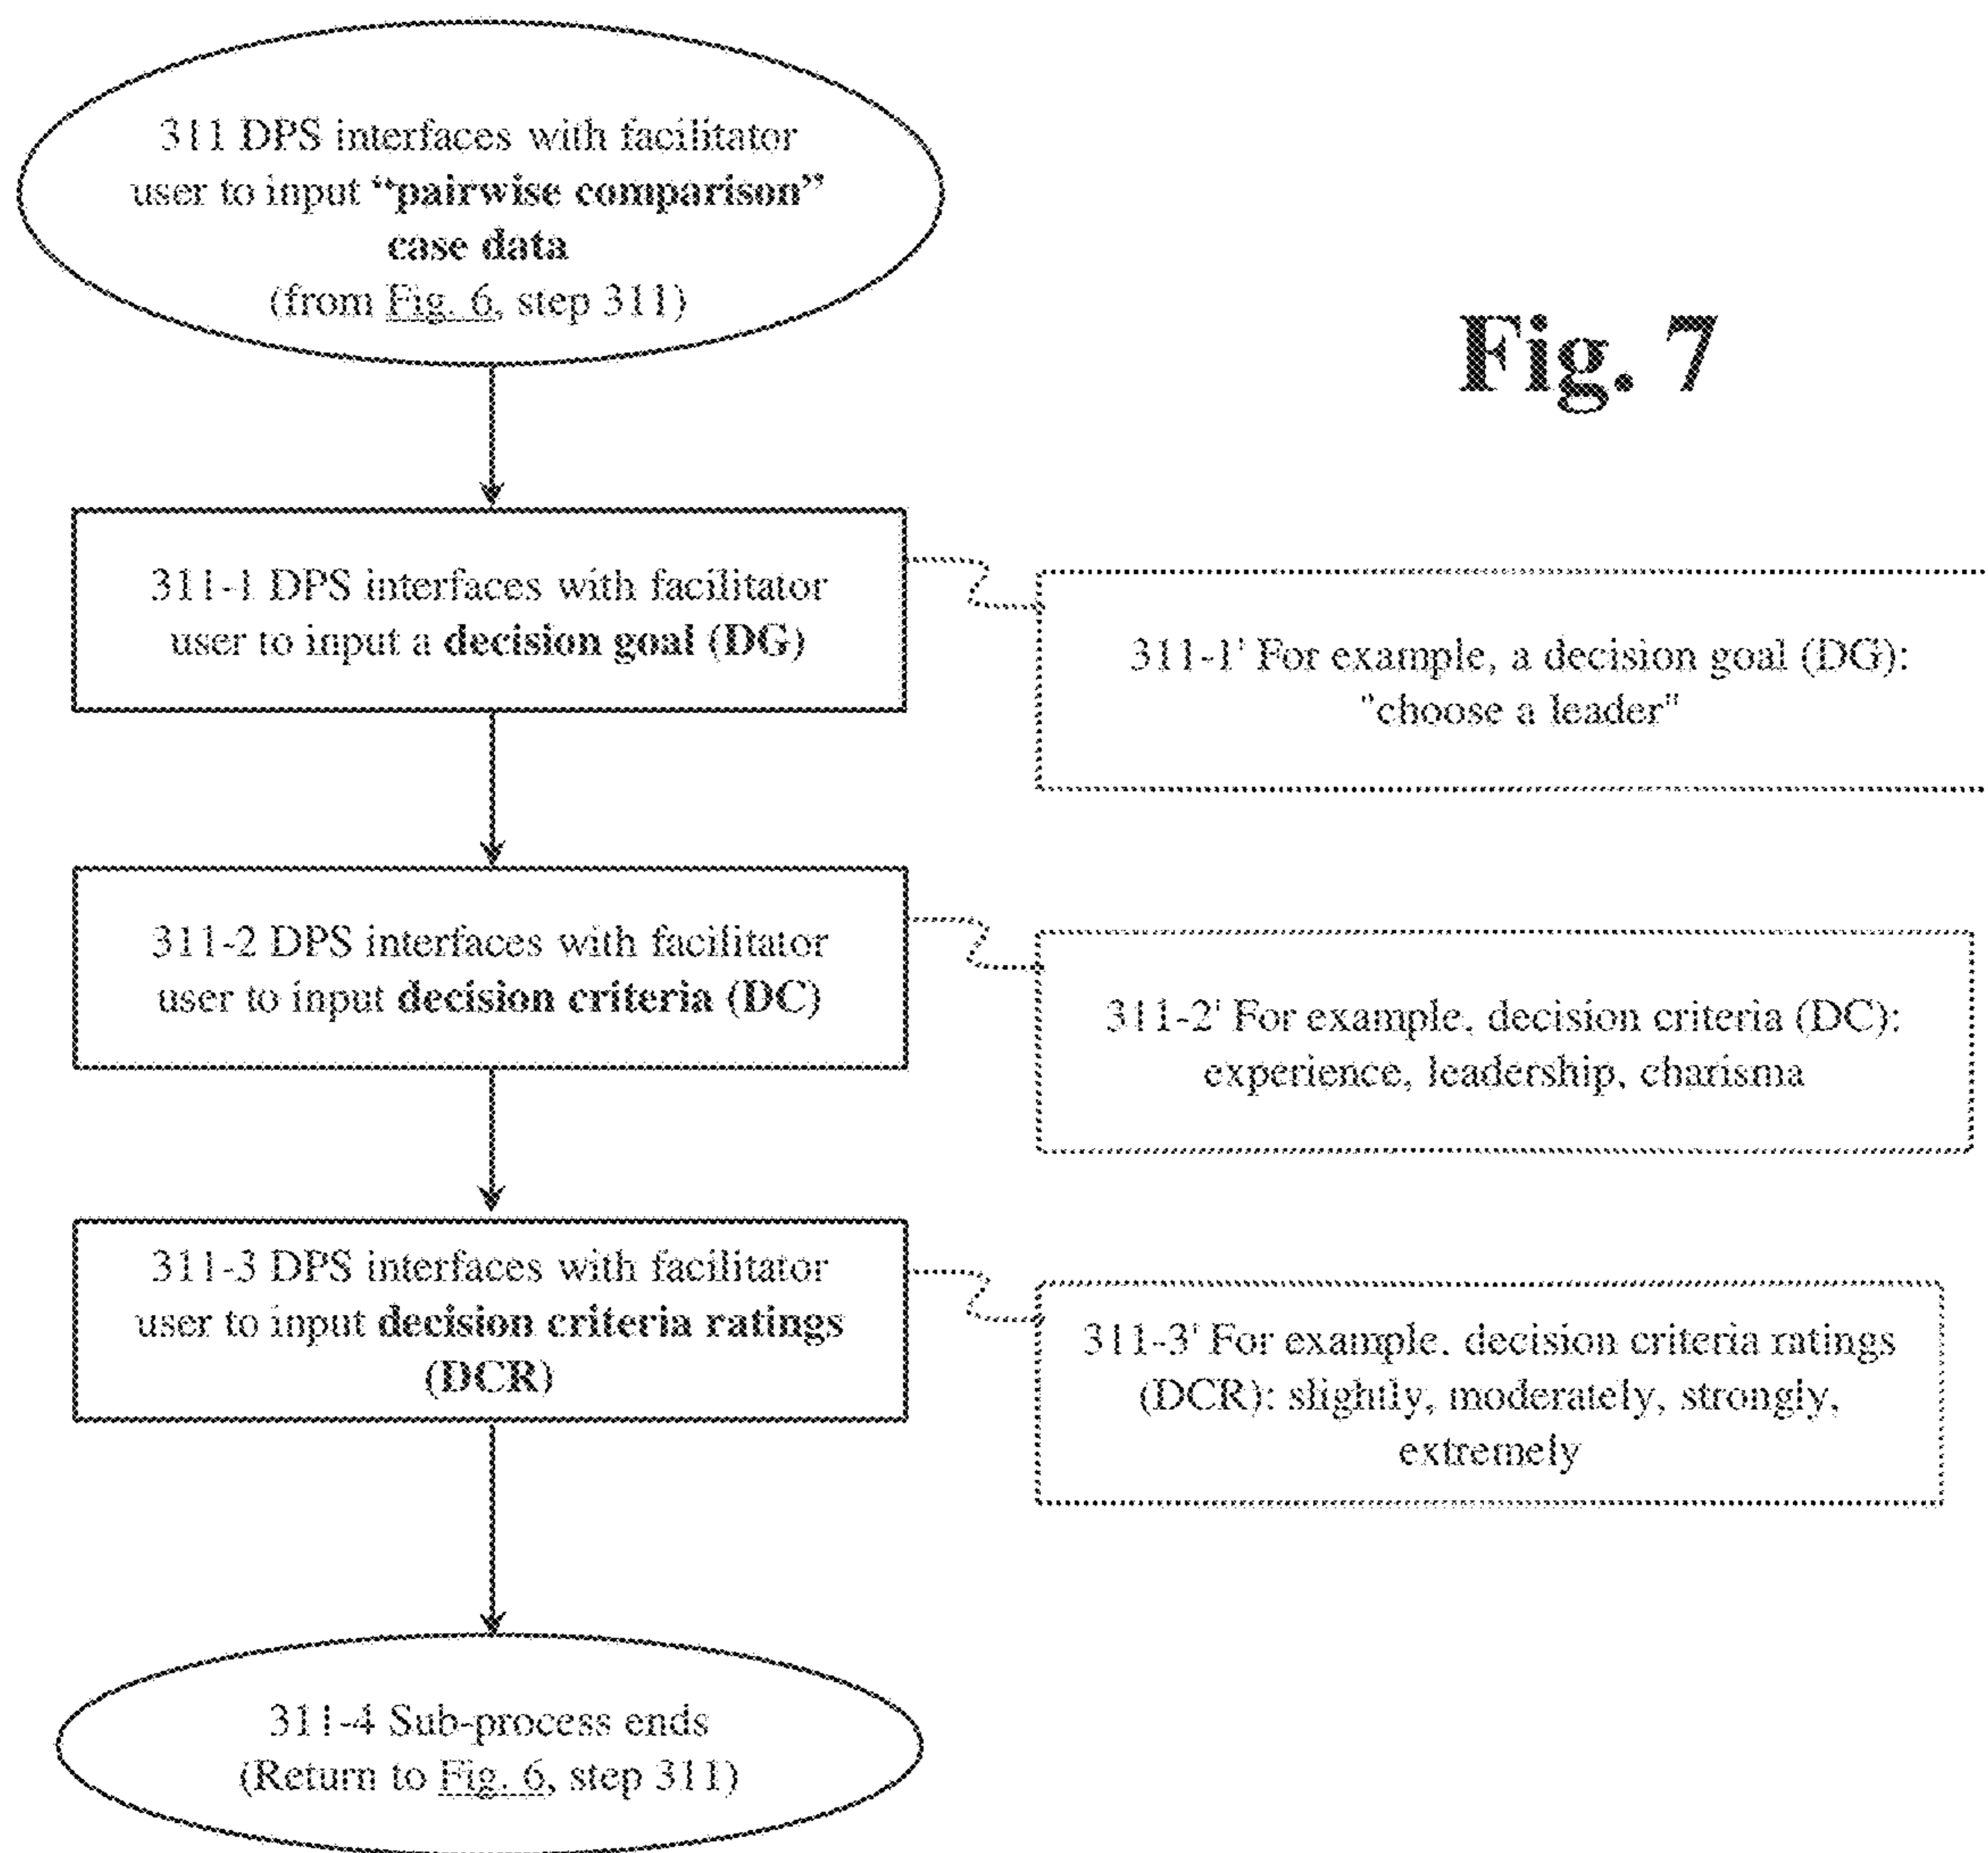 311 DPS interfaces with facilitator
user to input “pairwise comparison”
case data
(from Fig. 6, step 311)
Fig. 7
311-1 DPS interfaces with facilitator
user to input a decision goal (DG)
311-1' For example, a decision goal (DG):
"choose a leader"
311-2 DPS interfaces with facilitator
user to input decision criteria (DC)
311-2' For example, decision criteria (DC):
experience, leadership, charisma
311-3 DPS interfaces with facilitator
user to input decision criteria ratings
(DCR)
311-3' For example, decision criteria ratings
(DCR): slightly, moderately, strongly,
extremely
311-4 Sub-process ends
(Return to Fig. 6, step 311)